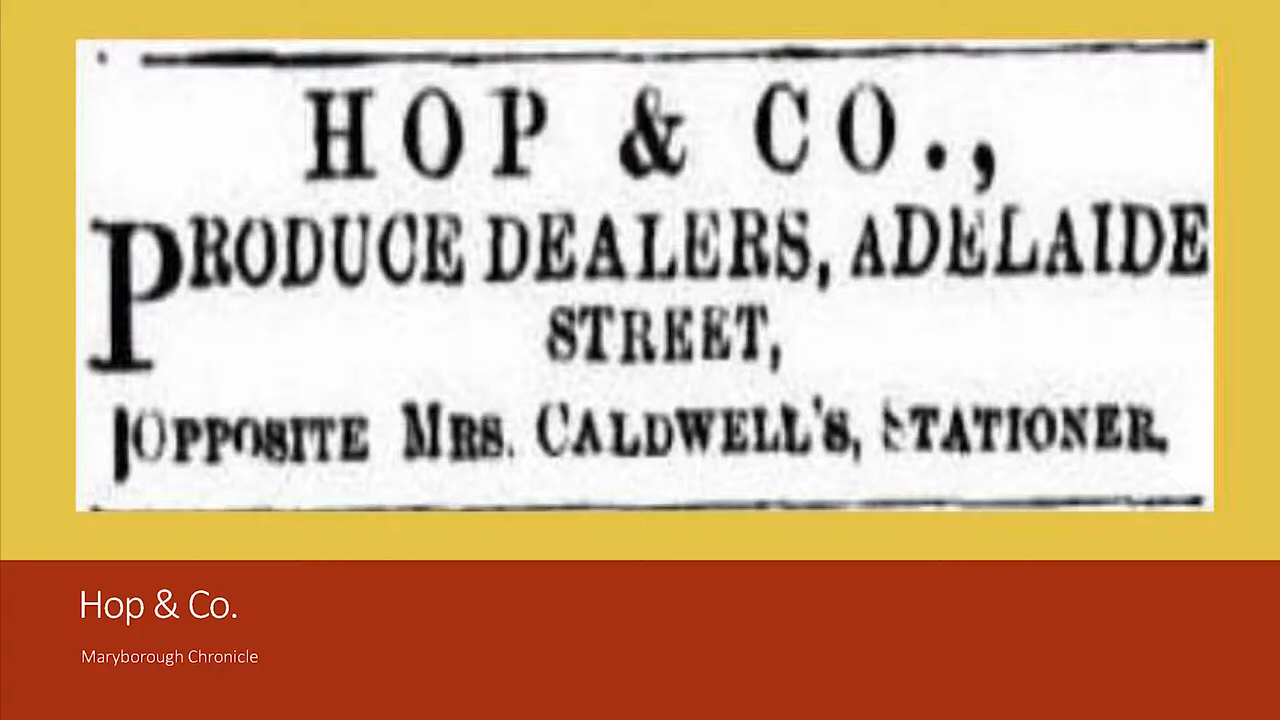 HOP & CO.,
PRODUCE DEALERS, ADELAIDE
STREET,
OPPOSITE MRS. CALDWELL'S, STATIONER.
Hop & Co.
Maryborough Chronicle